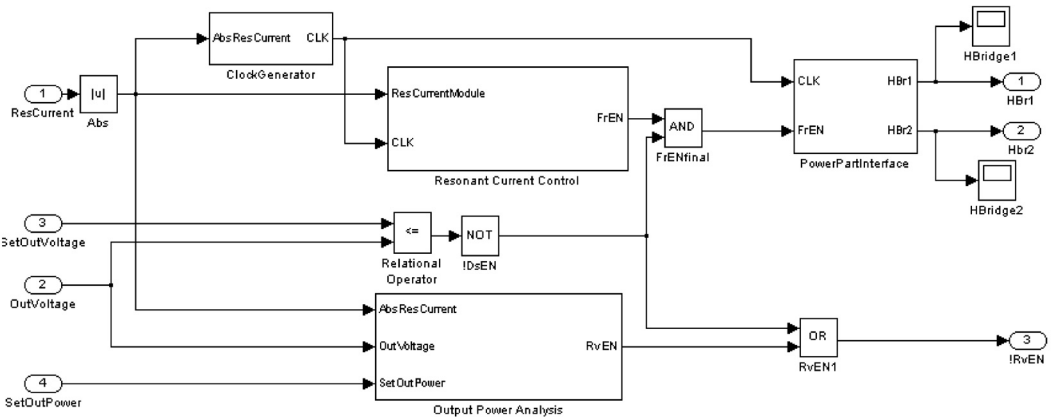 AbsResCurrent CLK
ClockGenerator
HBridge1
1
ResCurrent
|u|
Abs
ResCurrentModule
CLK
FrEN
Resonant Current Control
AND
FrENfinal
CLK
FrEN
HBr1
HBr2
PowerPartInterface
1
HBr1
2
Hbr2
HBridge2
3
SetOutVoltage
<=
Relational
Operator
NOT
!DsEN
2
OutVoltage
AbsResCurrent
OutVoltage
SetOutPower
RvEN
Output Power Analysis
OR
RvEN1
3
!RvEN
4
SetOutPower